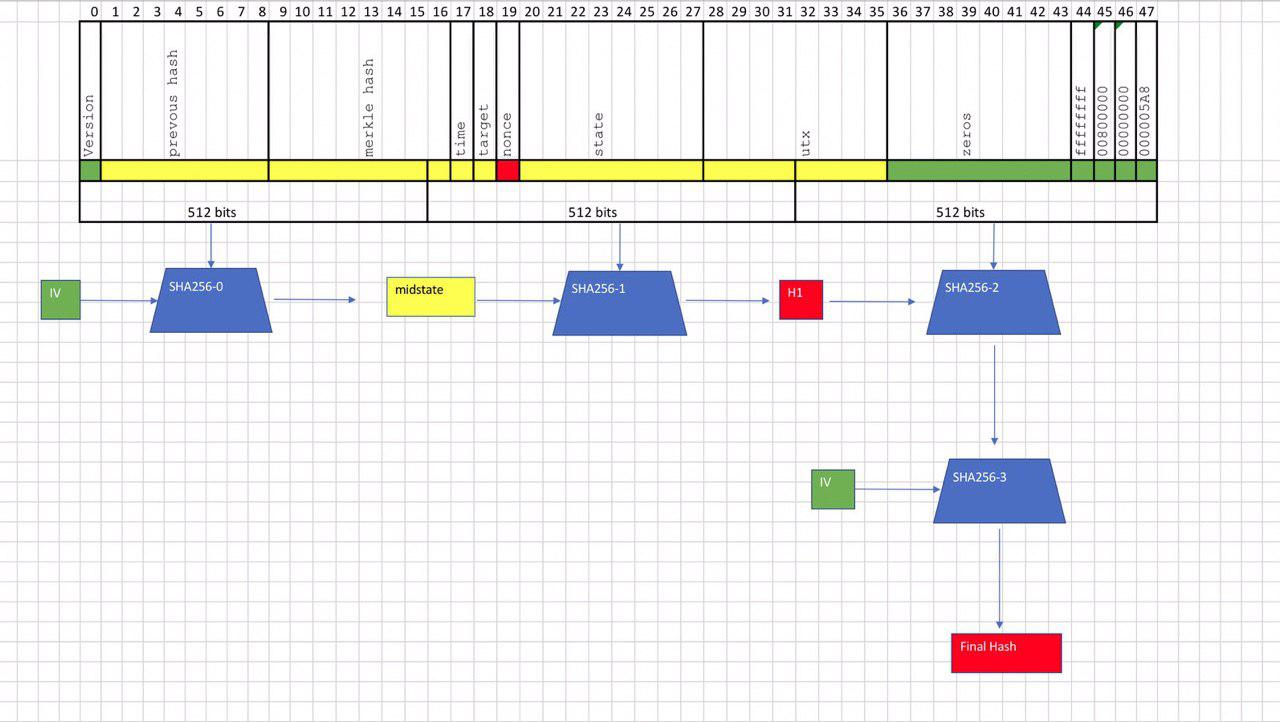 0 1 2 3 4 5 6 7 8 9 10 11 12 13 14 15 16 17 18 19 20 21 22 23 24 25 26 27 28 29 30 31 32 33 34 35 36 37 38 39 40 41 42 43 44 45 46 47
Version
prevous hash
merkle hash
time
target
nonce
state
utx
zeros
ffffffff
00800000
00000000
000005A8
512 bits
512 bits
512 bits
IV
SHA256-0
midstate
SHA256-1
H1
SHA256-2
IV
SHA256-3
Final Hash